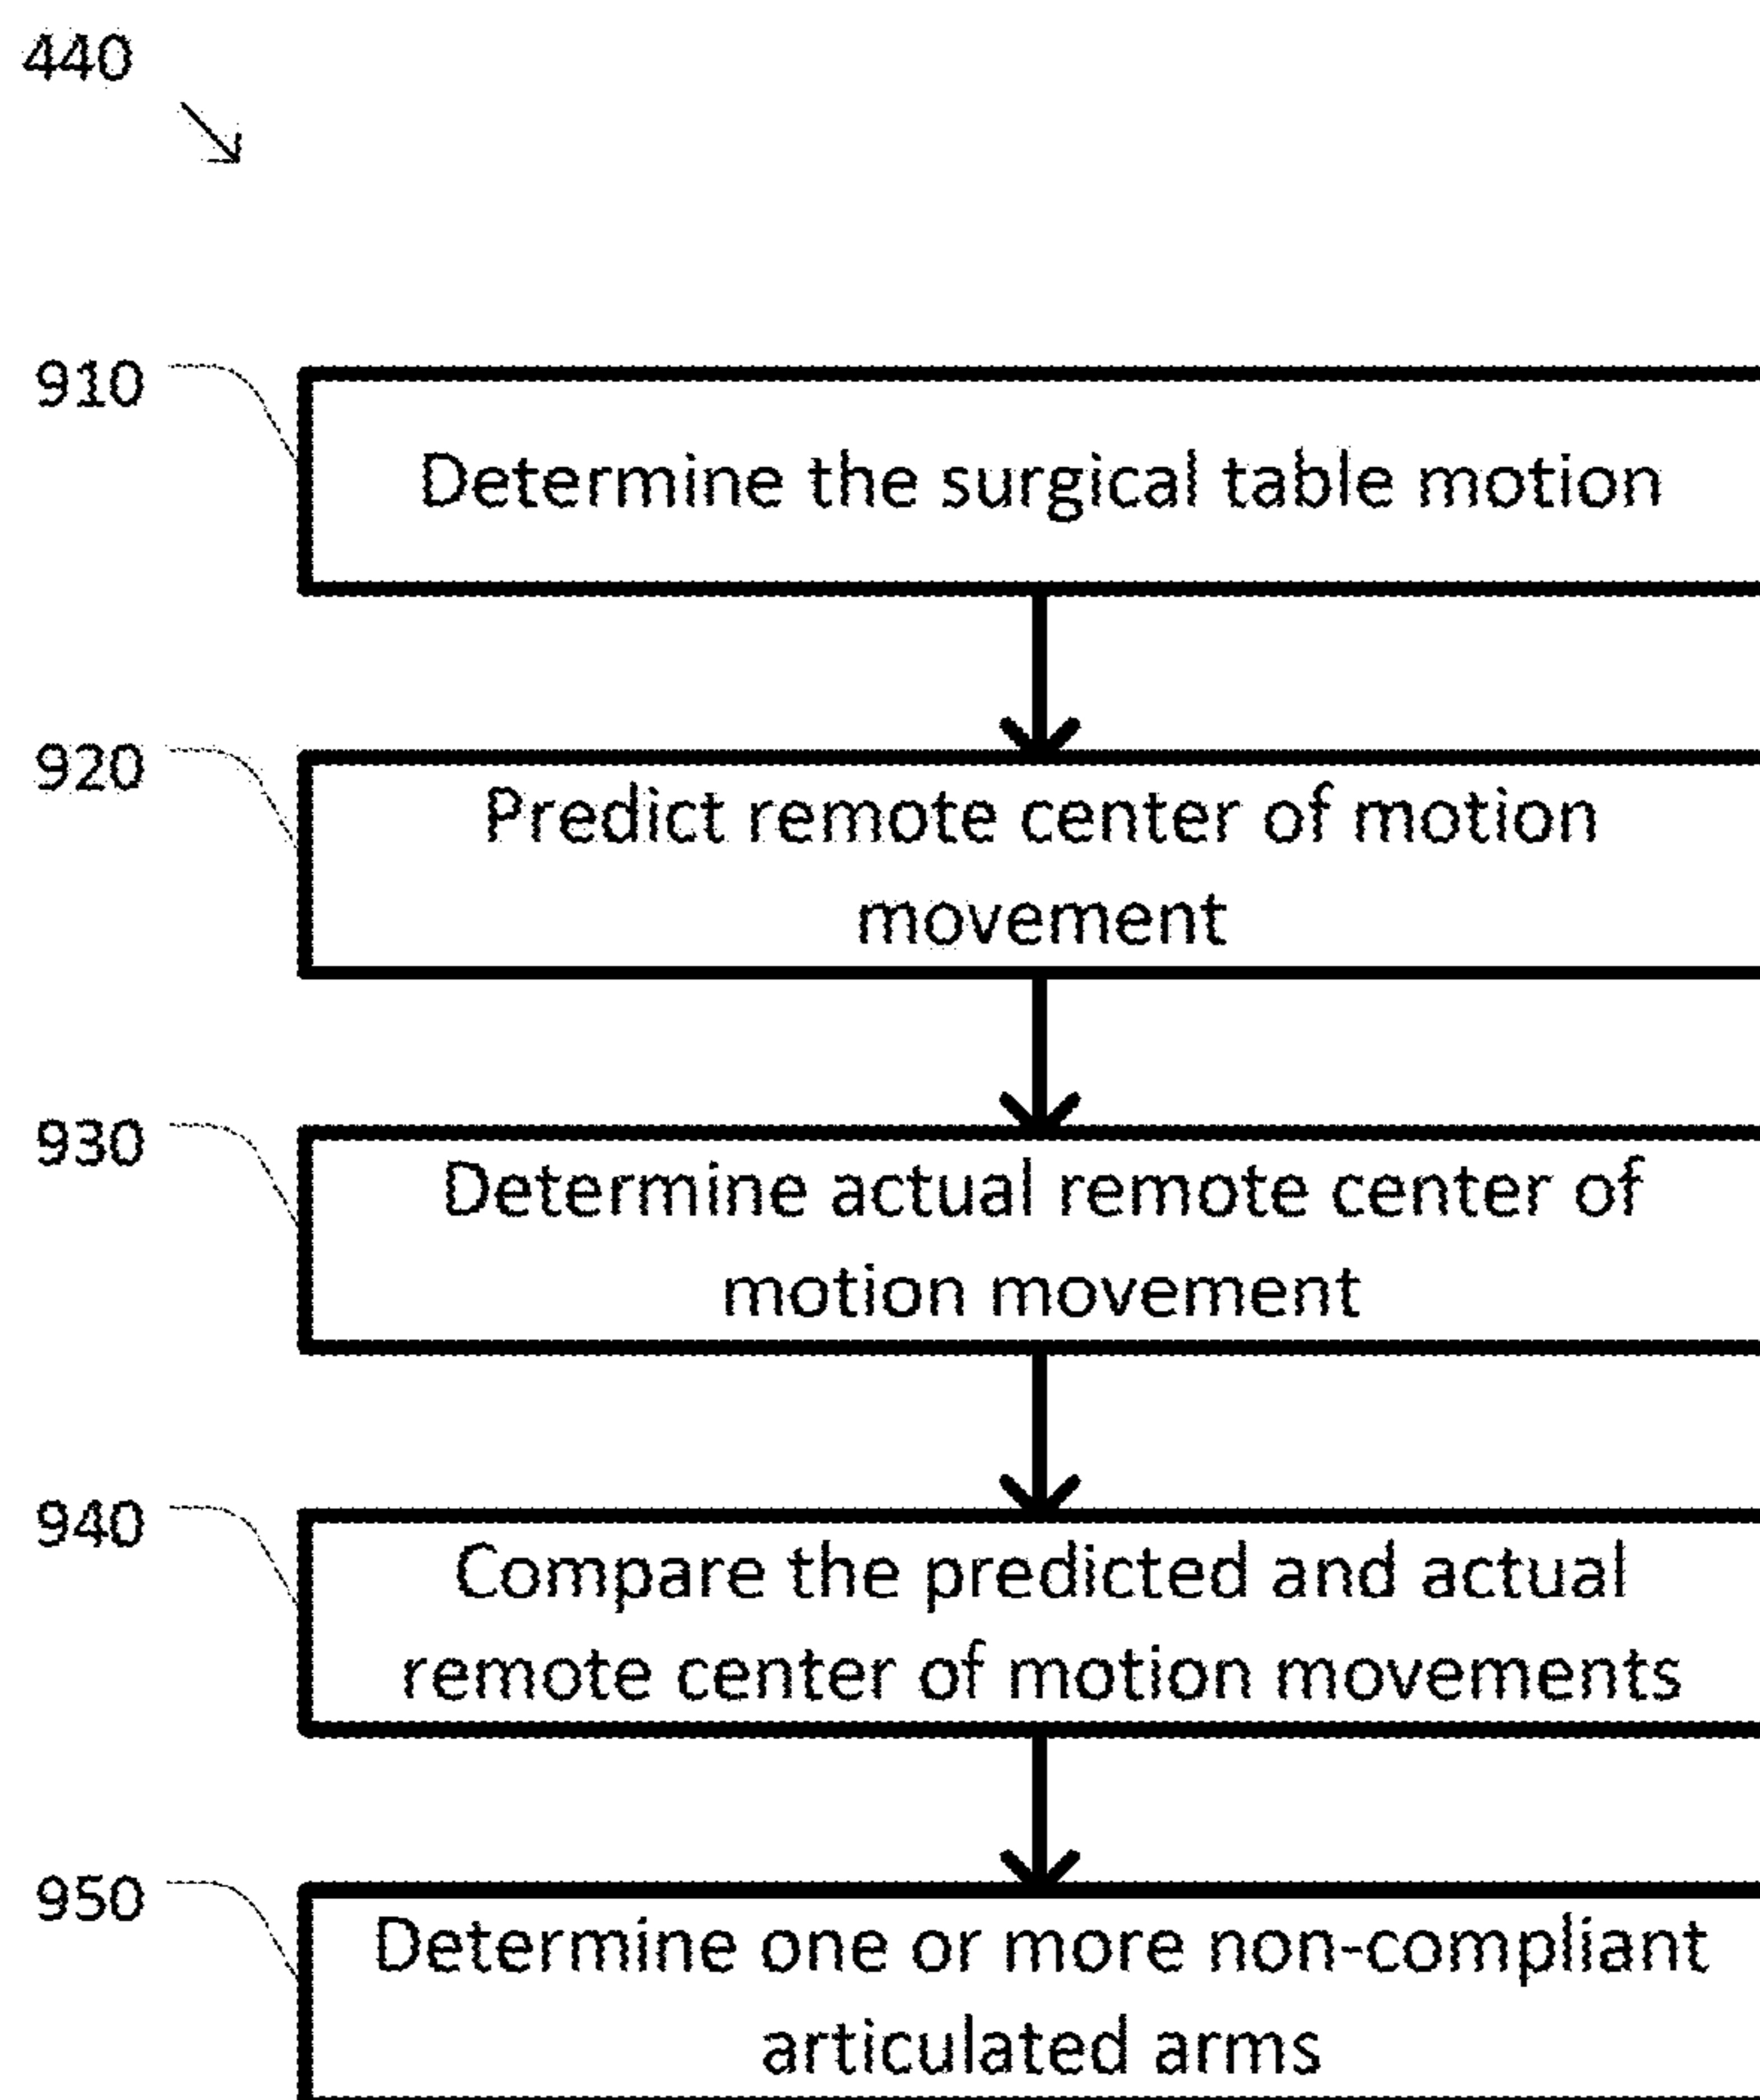 440
910
Determine the surgical table motion
920
Predict remote center of motion
movement
930
Determine actual remote center of
motion movement
940
Compare the predicted and actual
remote center of motion movements
950
Determine one or more non-compliant
articulated arms